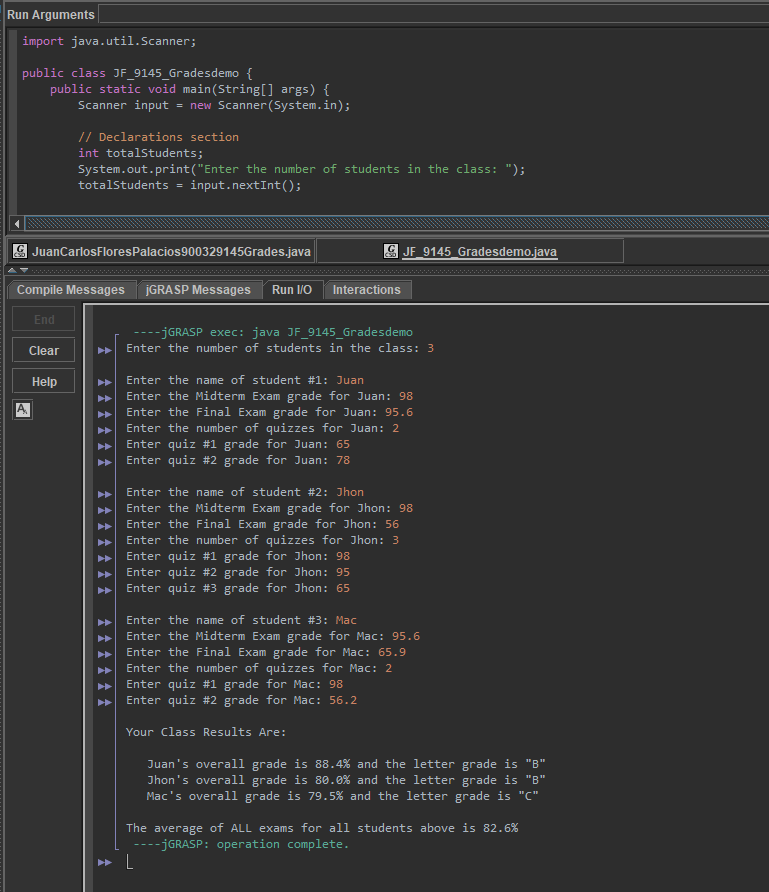 Run Arguments
import java.util.Scanner;
public class JF_9145_Gradesdemo {
public static void main(String[] args) {
Scanner input = new Scanner(System.in);
// Declarations section
int totalStudents;
System.out.print("Enter the number of students in the class: ");
totalStudents = input.nextInt();
JuanCarlosFloresPalacios900329145Grades.java
JF_9145_Gradesdemo.java
Compile Messages jGRASP Messages Run I/O Interactions
End
Clear
Help
----jGRASP exec: java JF_9145_Gradesdemo
Enter the number of students in the class: 3
Enter the name of student #1: Juan
Enter the Midterm Exam grade for Juan: 98
Enter the Final Exam grade for Juan: 95.6
Enter the number of quizzes for Juan: 2
Enter quiz #1 grade for Juan: 65
Enter quiz #2 grade for Juan: 78
Enter the name of student #2: Jhon
Enter the Midterm Exam grade for Jhon: 98
Enter the Final Exam grade for Jhon: 56
Enter the number of quizzes for Jhon: 3
Enter quiz #1 grade for Jhon: 98
Enter quiz #2 grade for Jhon: 95
Enter quiz #3 grade for Jhon: 65
Enter the name of student #3: Mac
Enter the Midterm Exam grade for Mac: 95.6
Enter the Final Exam grade for Mac: 65.9
Enter the number of quizzes for Mac: 2
Enter quiz #1 grade for Mac: 98
Enter quiz #2 grade for Mac: 56.2
Your Class Results Are:
Juan's overall grade is 88.4% and the letter grade is "B"
Jhon's overall grade is 80.0% and the letter grade is "B"
Mac's overall grade is 79.5% and the letter grade is "C"
The average of ALL exams for all students above is 82.6%
----jGRASP: operation complete.